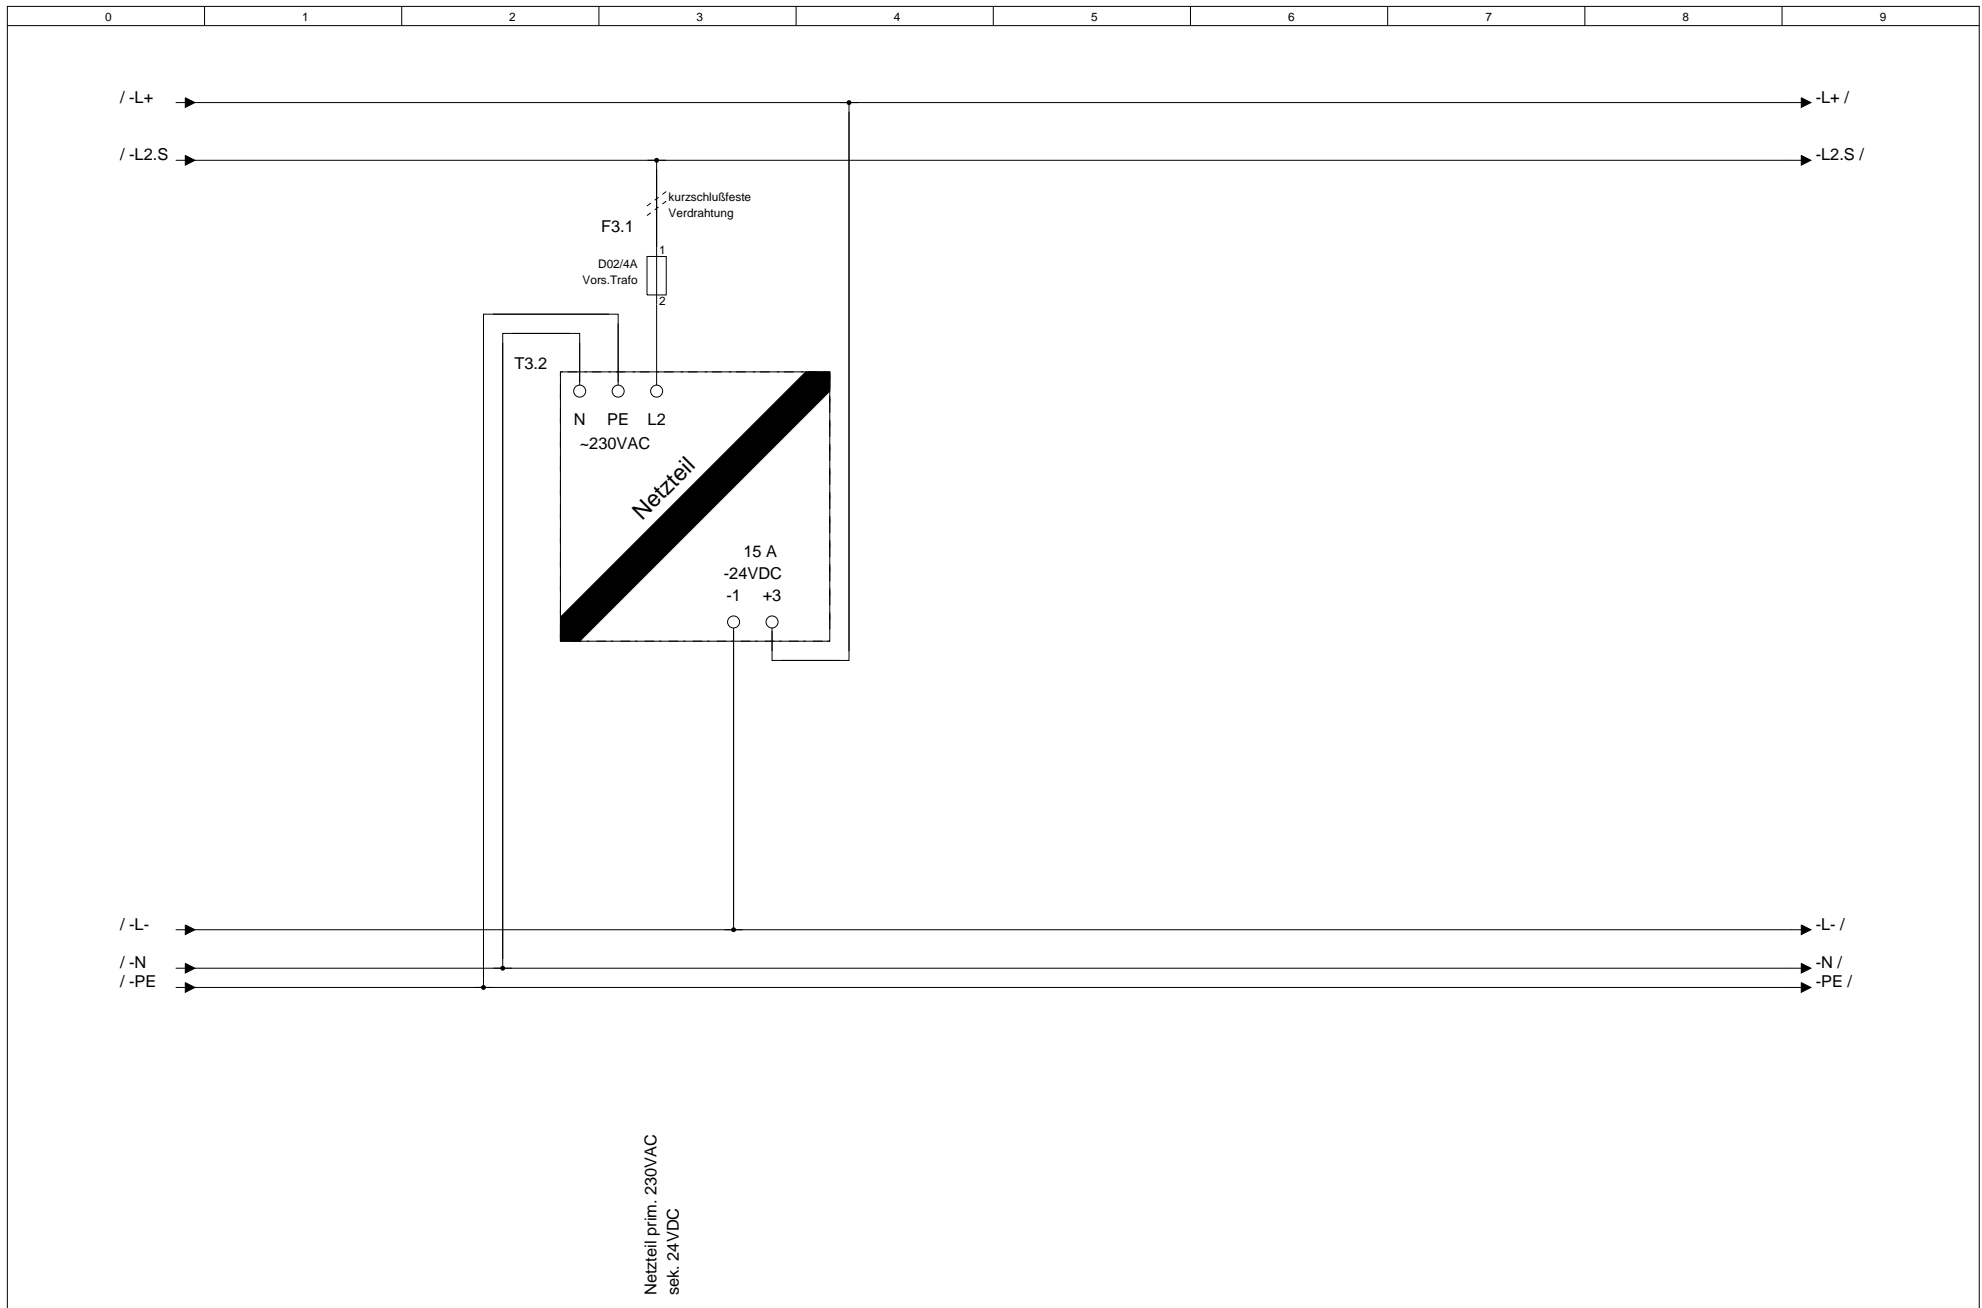 0 1 2 3 4 5 6 7 8 9
/ -L+ -L+ /
/ -L2.S -L2.S /
kurzschlußfeste
Verdrahtung
F3.1
1
D02/4A
Vors.Trafo
2
T3.2
N PE L2
~230VAC
Netzteil
15 A
-24VDC
-1 +3
/ -L- -L- /
/ -N -N /
/ -PE -PE /
Netzteil prim. 230VAC
sek. 24VDC